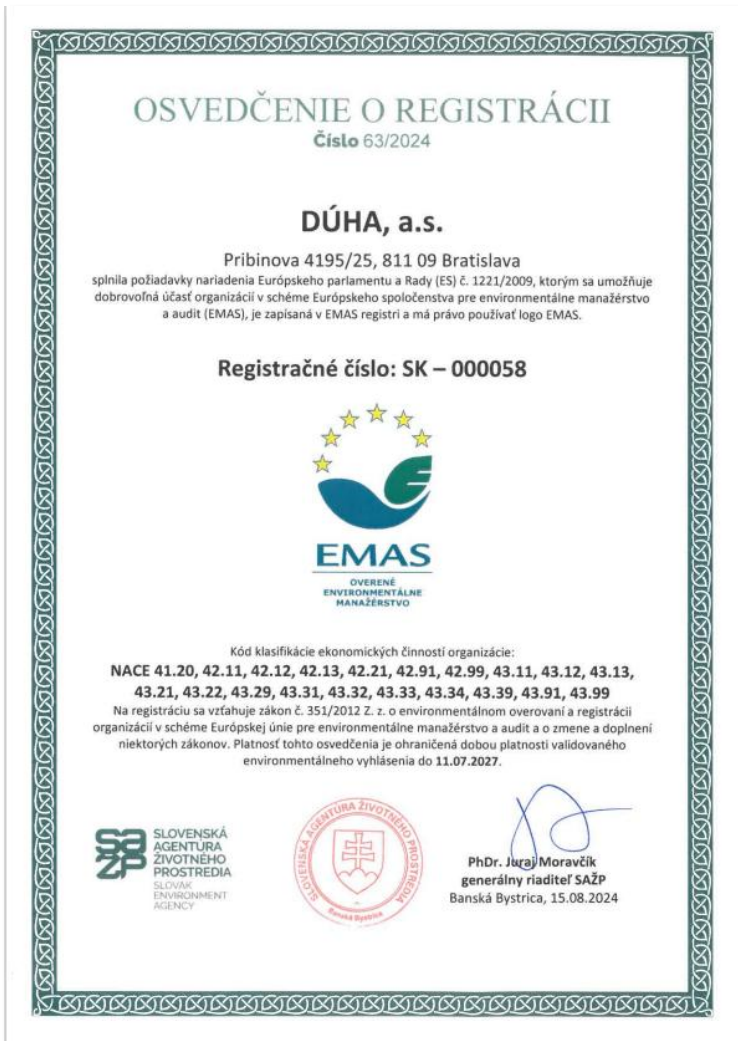 OSVEDČENIE O REGISTRÁCII
Číslo 63/2024
DÚHA, a.s.
Pribinova 4195/25, 811 09 Bratislava
splnila požiadavky nariadenia Európskeho parlamentu a Rady (ES) č. 1221/2009, ktorým sa umožňuje
dobrovoľná účasť organizácií v schéme Európskeho spoločenstva pre environmentálne manažérstvo
a audit (EMAS), je zapísaná v EMAS registri a má právo používať logo EMAS.
Registračné číslo: SK – 000058
EMAS
OVERENÉ
ENVIRONMENTÁLNE
MANAŽÉRSTVO
Kód klasifikácie ekonomických činností organizácie:
NACE 41.20, 42.11, 42.12, 42.13, 42.21, 42.91, 42.99, 43.11, 43.12, 43.13,
43.21, 43.22, 43.29, 43.31, 43.32, 43.33, 43.34, 43.39, 43.91, 43.99
Na registráciu sa vzťahuje zákon č. 351/2012 Z. z. o environmentálnom overovaní a registrácii
organizácií v schéme Európskej únie pre environmentálne manažérstvo a audit a o zmene a doplnení
niektorých zákonov. Platnosť tohto osvedčenia je ohraničená dobou platnosti validovaného
environmentálneho vyhlásenia do 11.07.2027.
sažp
SLOVENSKÁ
AGENTÚRA
ŽIVOTNÉHO
PROSTREDIA
SLOVAK
ENVIRONMENT
AGENCY
SLOVENSKÁ AGENTÚRA ŽIVOTNÉHO PROSTREDIA
Banská Bystrica
PhDr. Juraj Moravčík
generálny riaditeľ SAŽP
Banská Bystrica, 15.08.2024